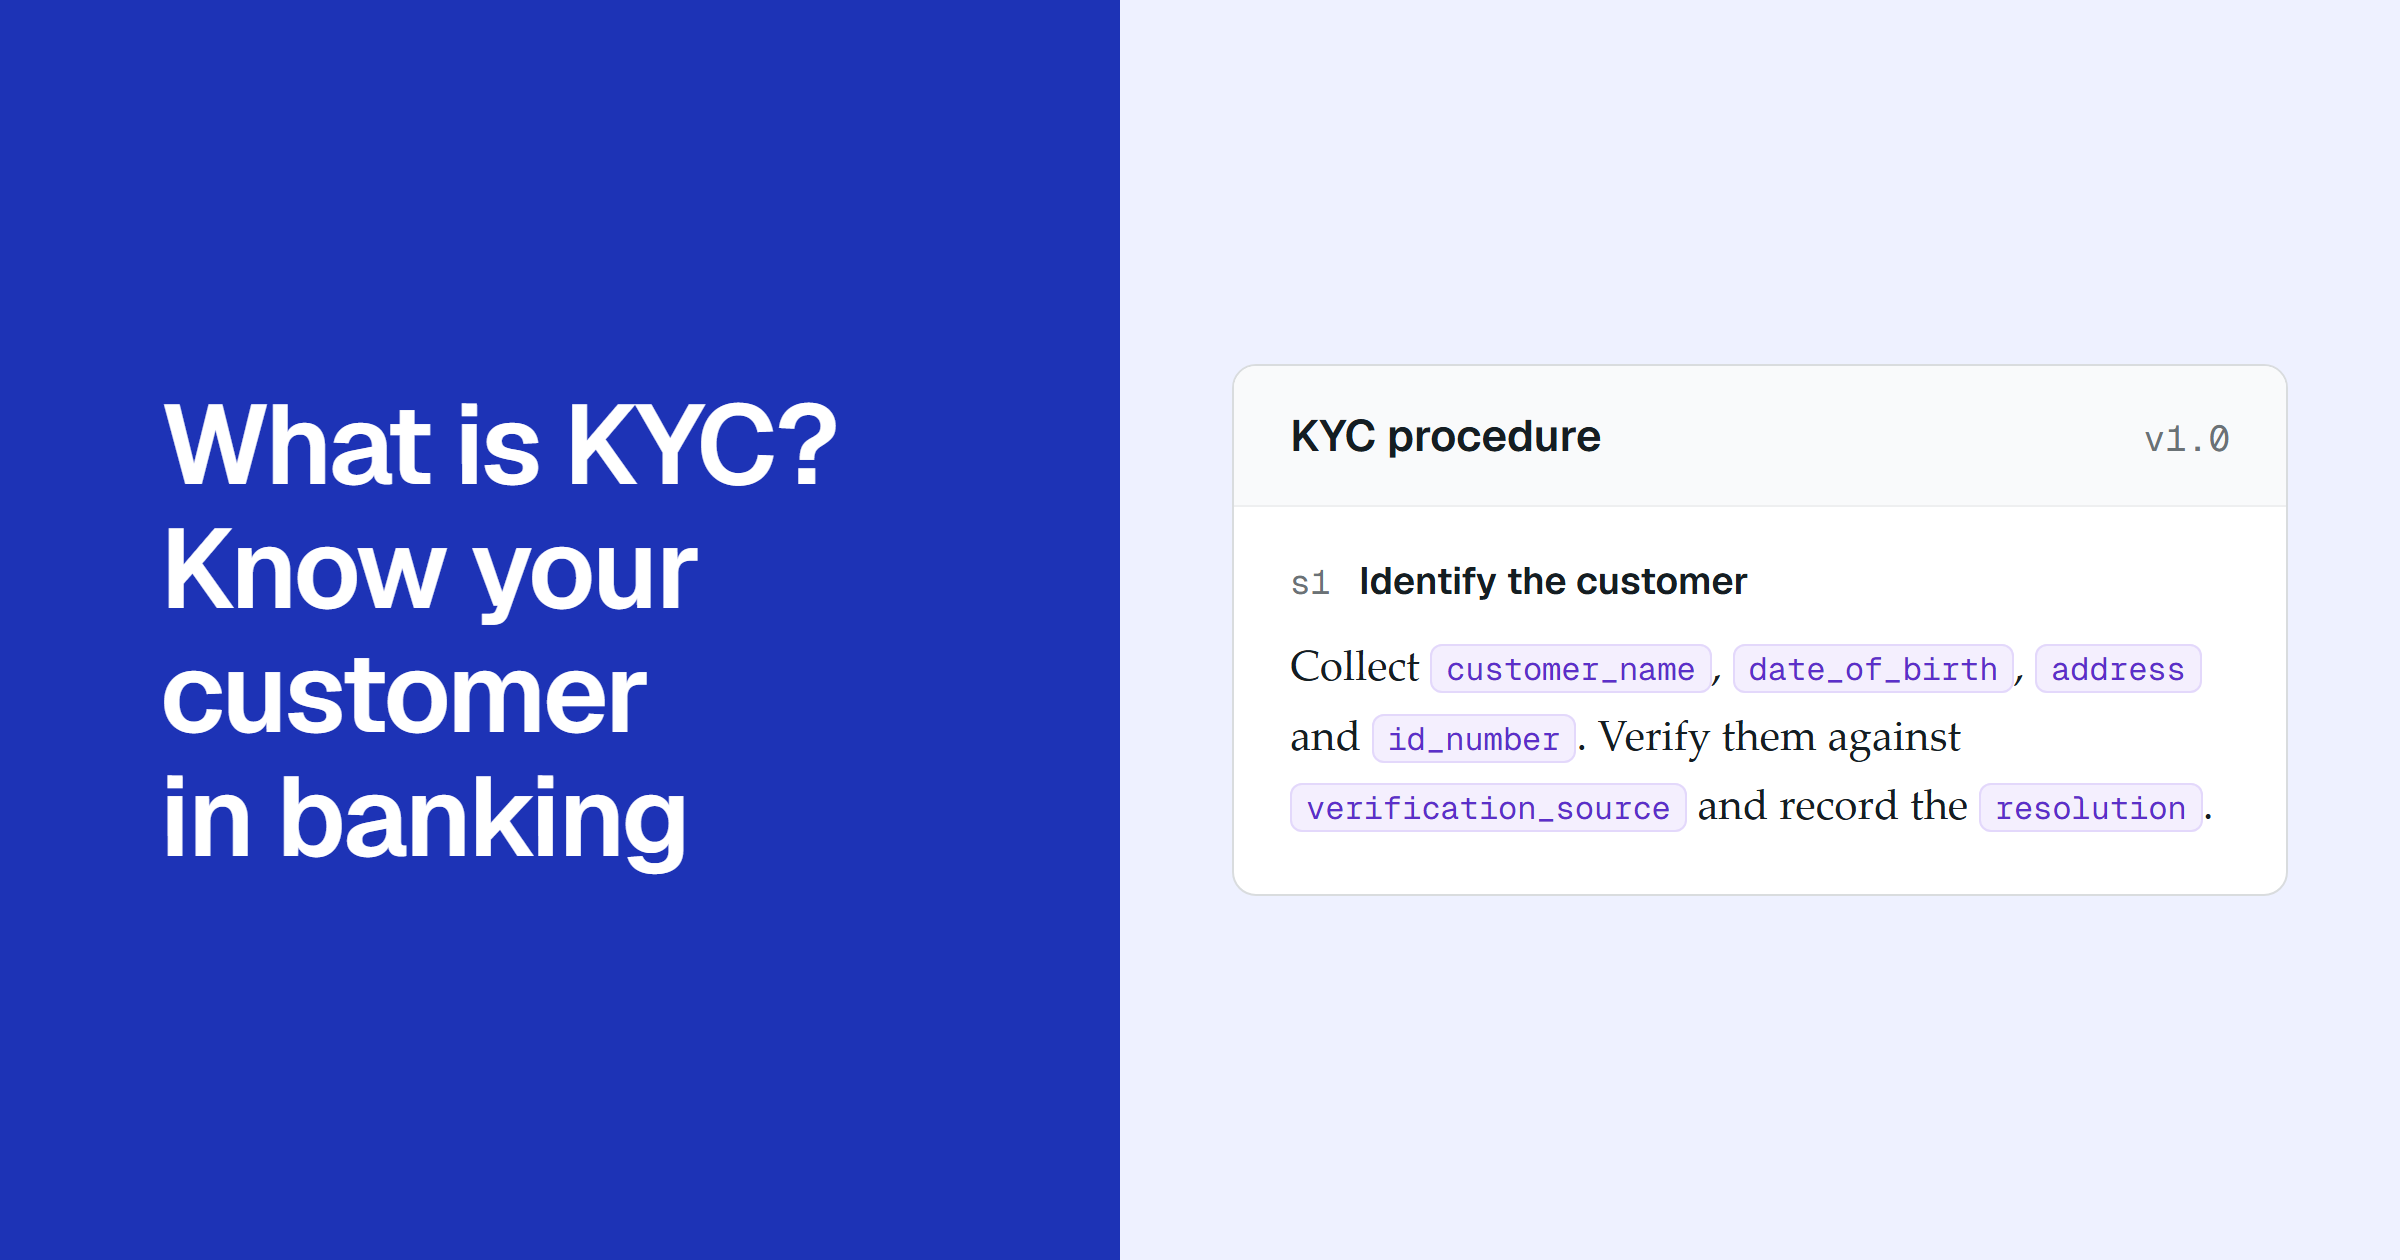 What is KYC?
Know your
customer
in banking
KYC procedure v1.0
s1 Identify the customer
Collect customer_name, date_of_birth, address
and id_number. Verify them against
verification_source and record the resolution.